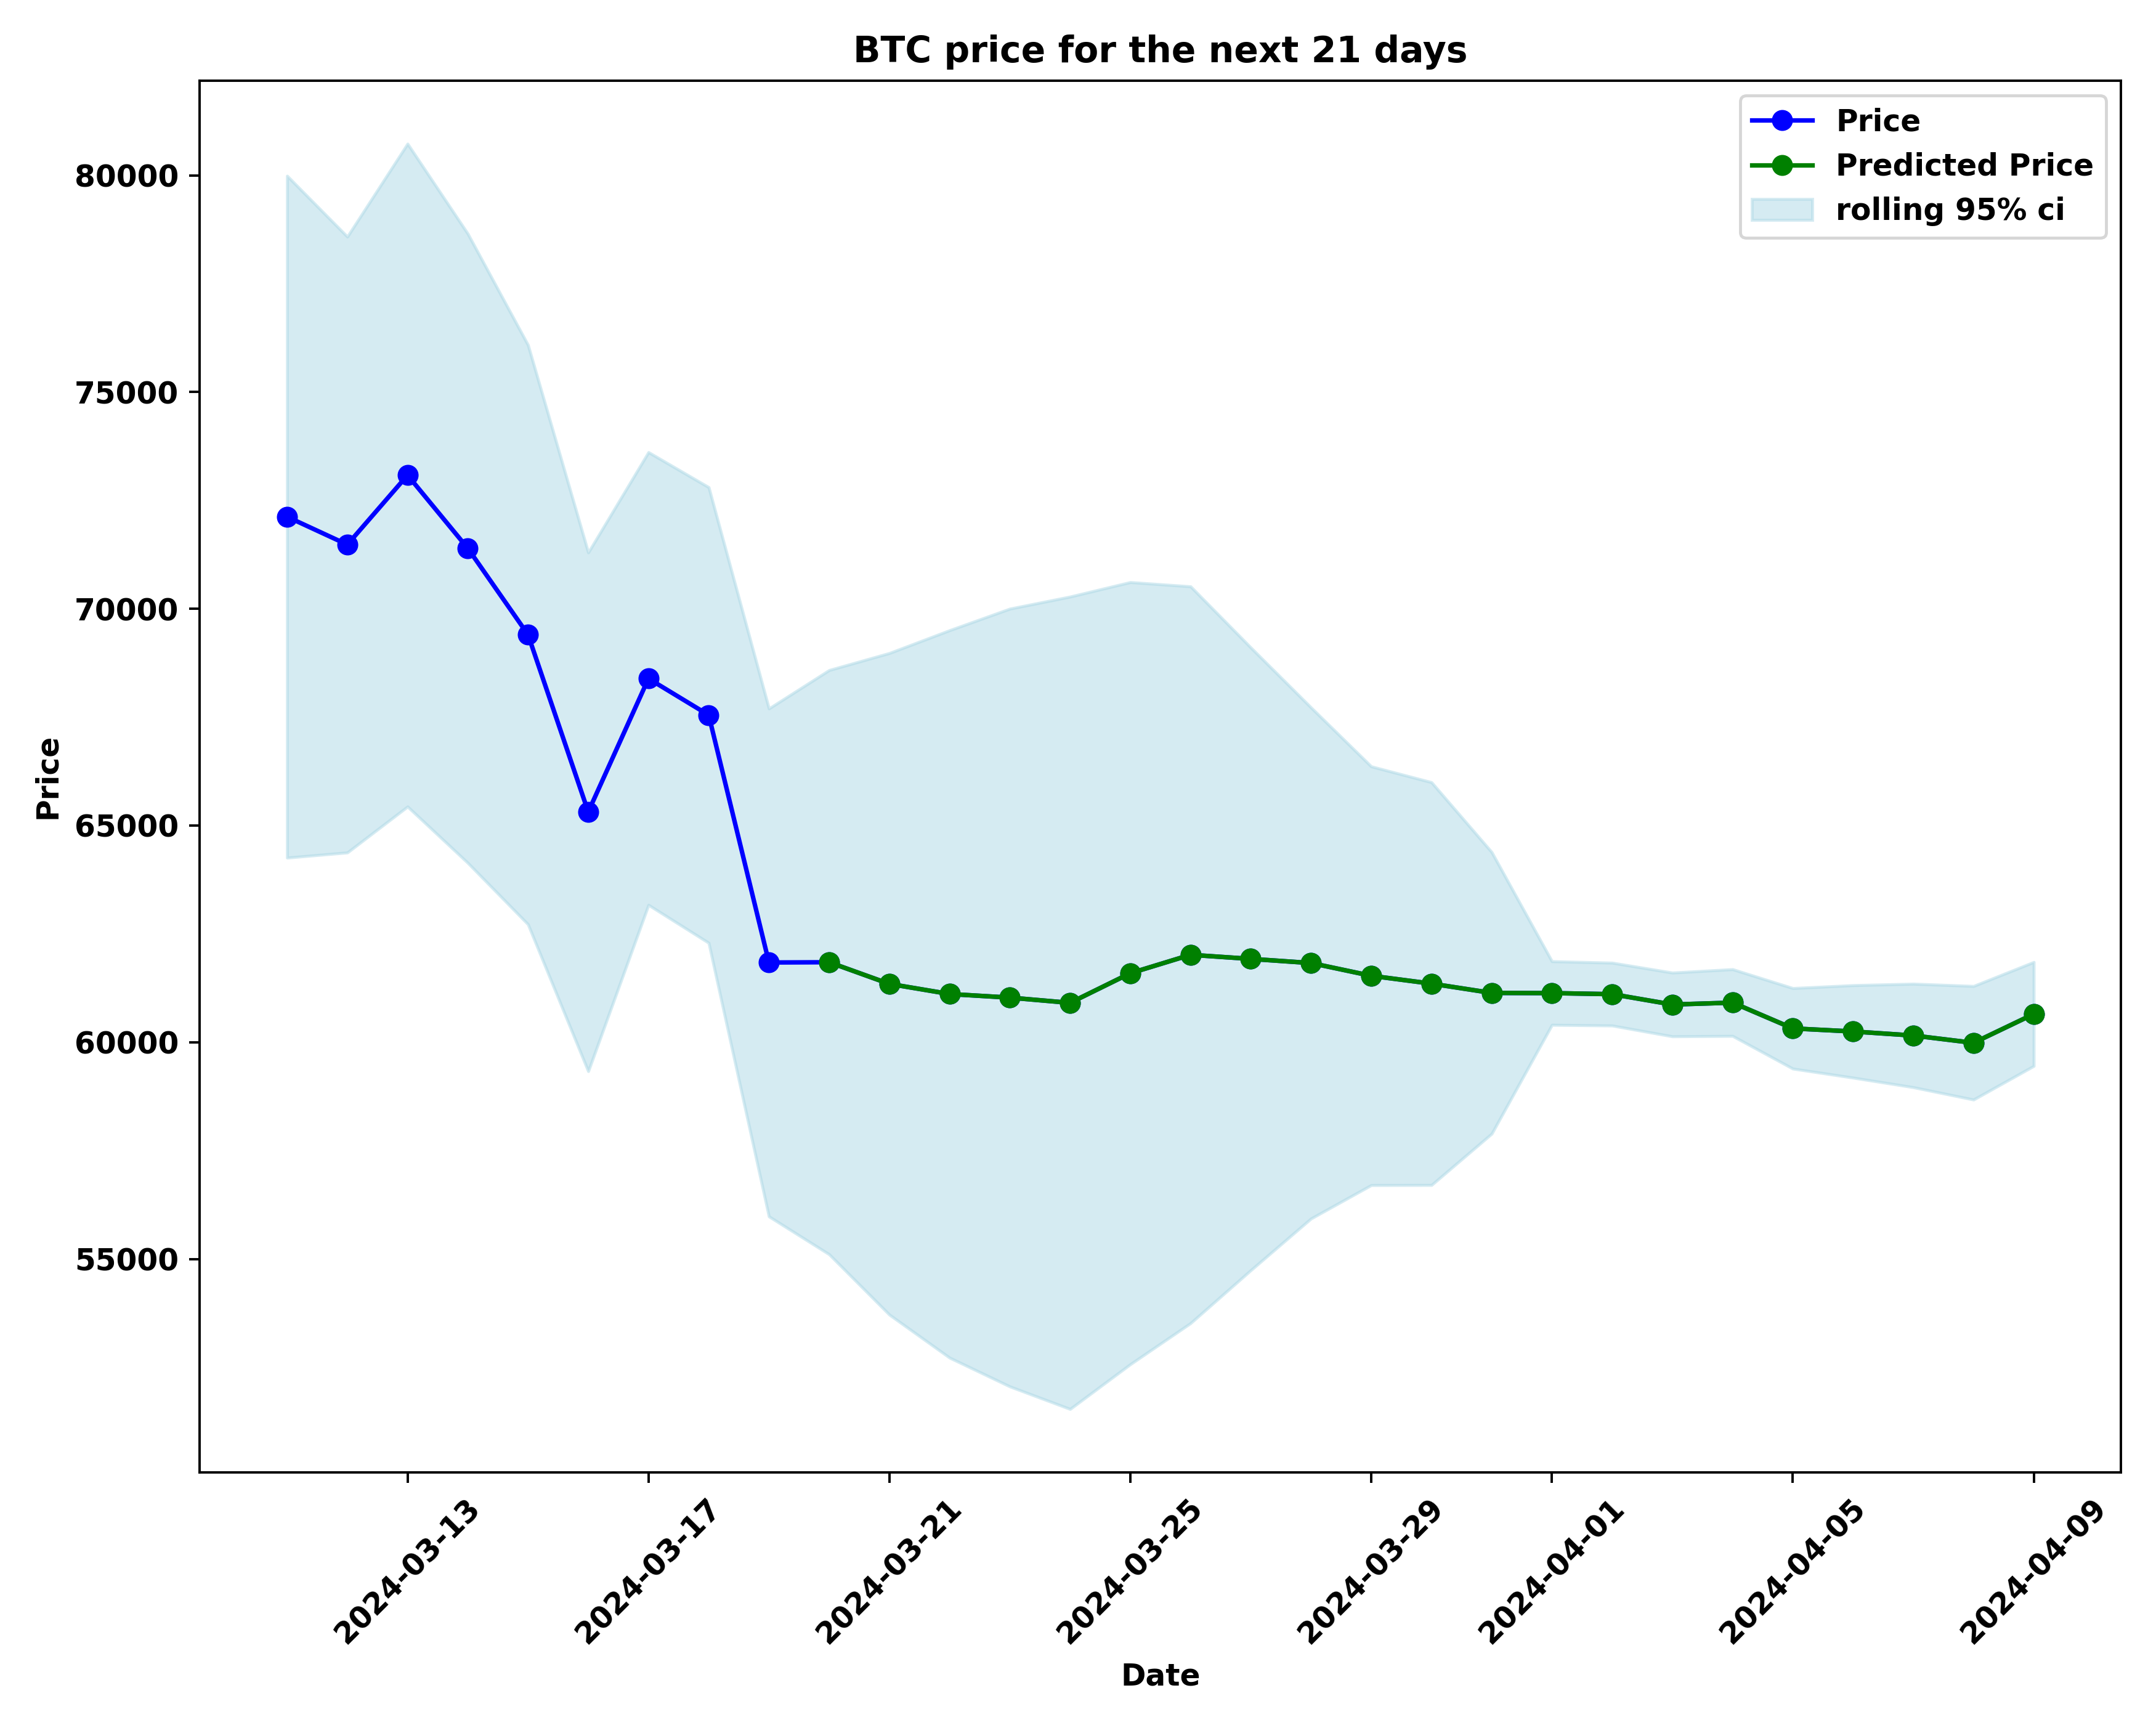 BTC price for the next 21 days
Price
Predicted Price
rolling 95% ci
80000
75000
70000
65000
60000
55000
Price
2024-03-13
2024-03-17
2024-03-21
2024-03-25
2024-03-29
2024-04-01
2024-04-05
2024-04-09
Date